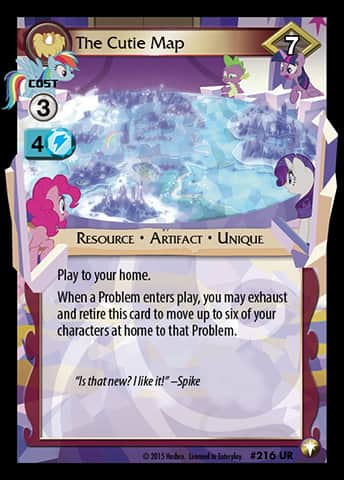 The Cutie Map
7
COST
3
4
RESOURCE • ARTIFACT • UNIQUE
Play to your home.
When a Problem enters play, you may exhaust
and retire this card to move up to six of your
characters at home to that Problem.
“Is that new? I like it!” –Spike
© 2015 Hasbro. Licensed to Enterplay. #216 UR